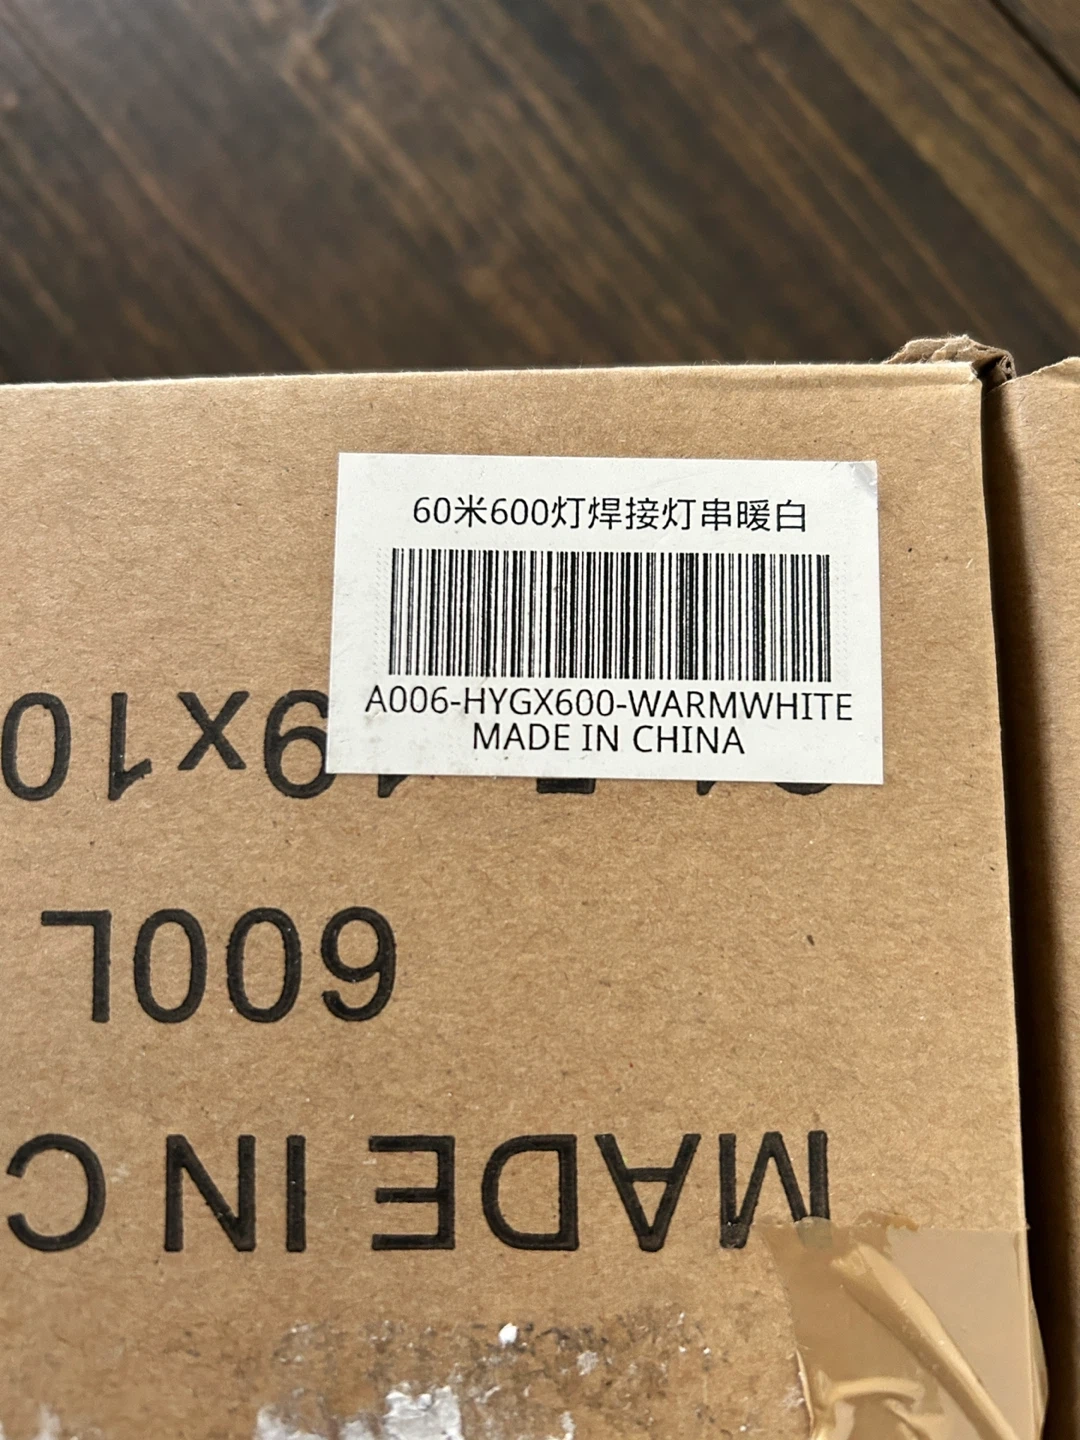 60米600灯焊接灯串暖白
A006-HYGX600-WARMWHITE
MADE IN CHINA
600L
MADE IN C